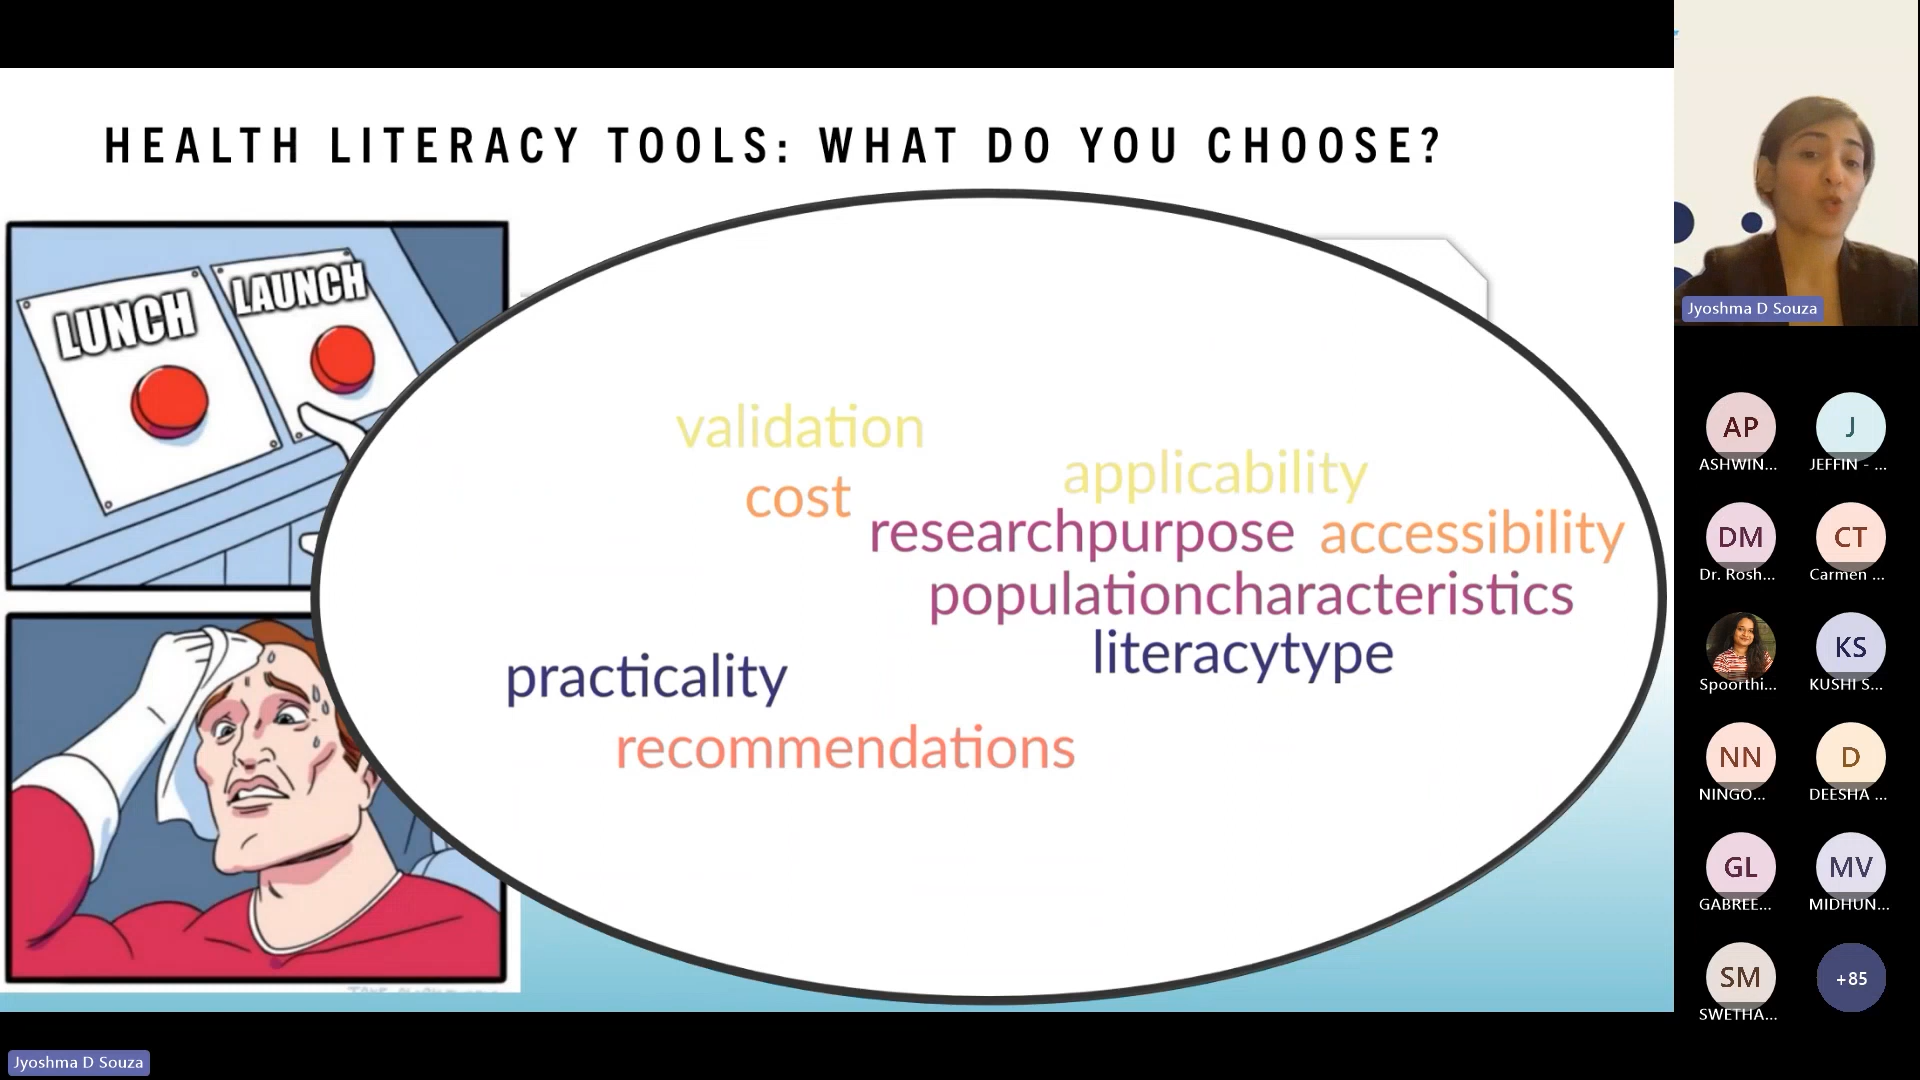 HEALTH LITERACY TOOLS: WHAT DO YOU CHOOSE?
LUNCH
LAUNCH
validation
applicability
cost
researchpurpose
accessibility
populationcharacteristics
literacytype
practicality
recommendations
Jyoshma D Souza
AP
ASHWIN...
J
JEFFIN - ...
DM
Dr. Rosh...
CT
Carmen ...
Spoorthi...
KS
KUSHI S...
NN
NINGO...
D
DEESHA ...
GL
GABREE...
MV
MIDHUN...
SM
SWETHA...
+85
Jyoshma D Souza